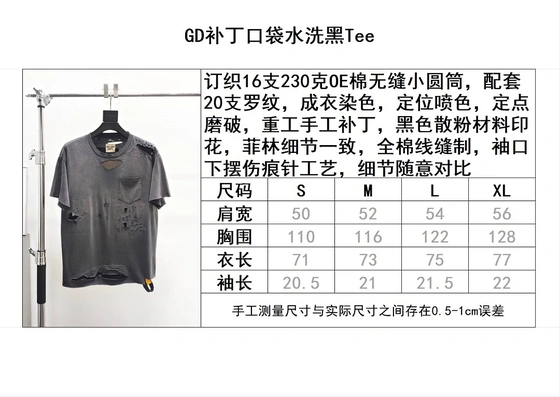 GD补丁口袋水洗黑Tee
订织16支230克OE棉无缝小圆筒，配套
20支罗纹，成衣染色，定位喷色，定点
磨破，重工手工补丁，黑色散粉材料印
花，菲林细节一致，全棉线缝制，袖口
下摆伤痕针工艺，细节随意对比
尺码 S M L XL
肩宽 50 52 54 56
胸围 110 116 122 128
衣长 71 73 75 77
袖长 20.5 21 21.5 22
手工测量尺寸与实际尺寸之间存在0.5-1cm误差